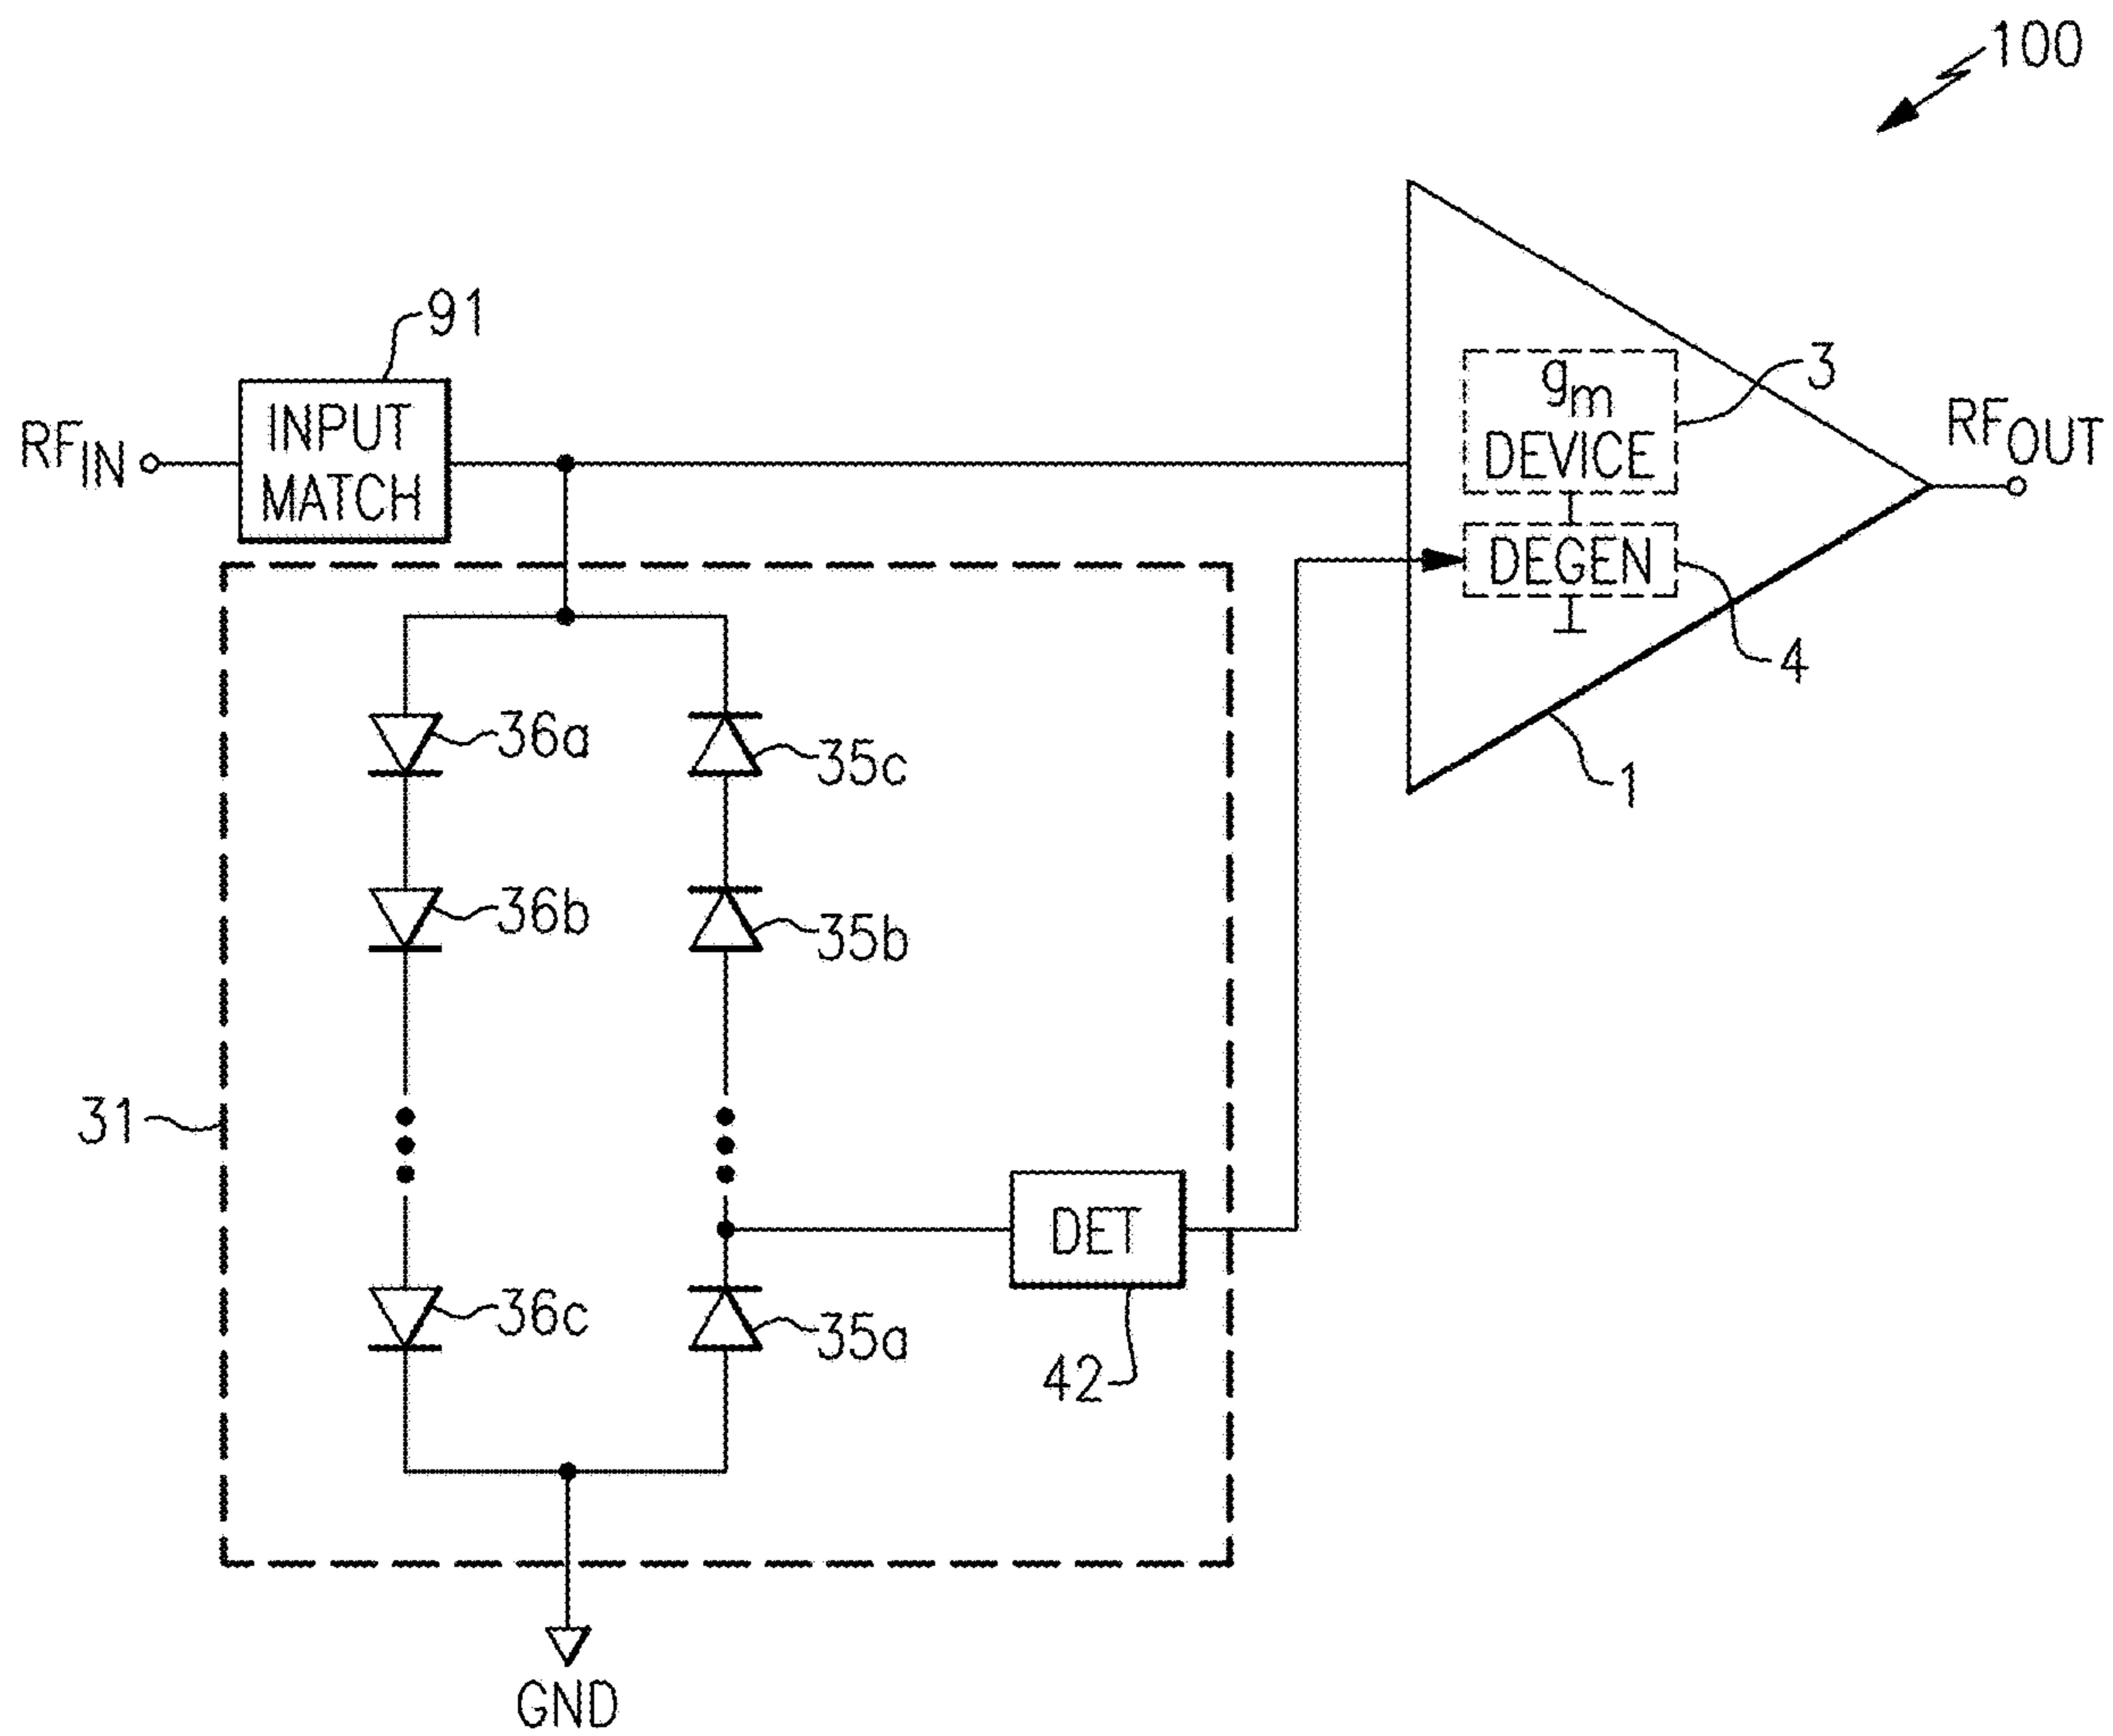 100
91
RFIN
INPUT
MATCH
gm
DEVICE
3
RFOUT
DEGEN
4
1
36a
35c
36b
35b
31
DET
36c
35a
42
GND